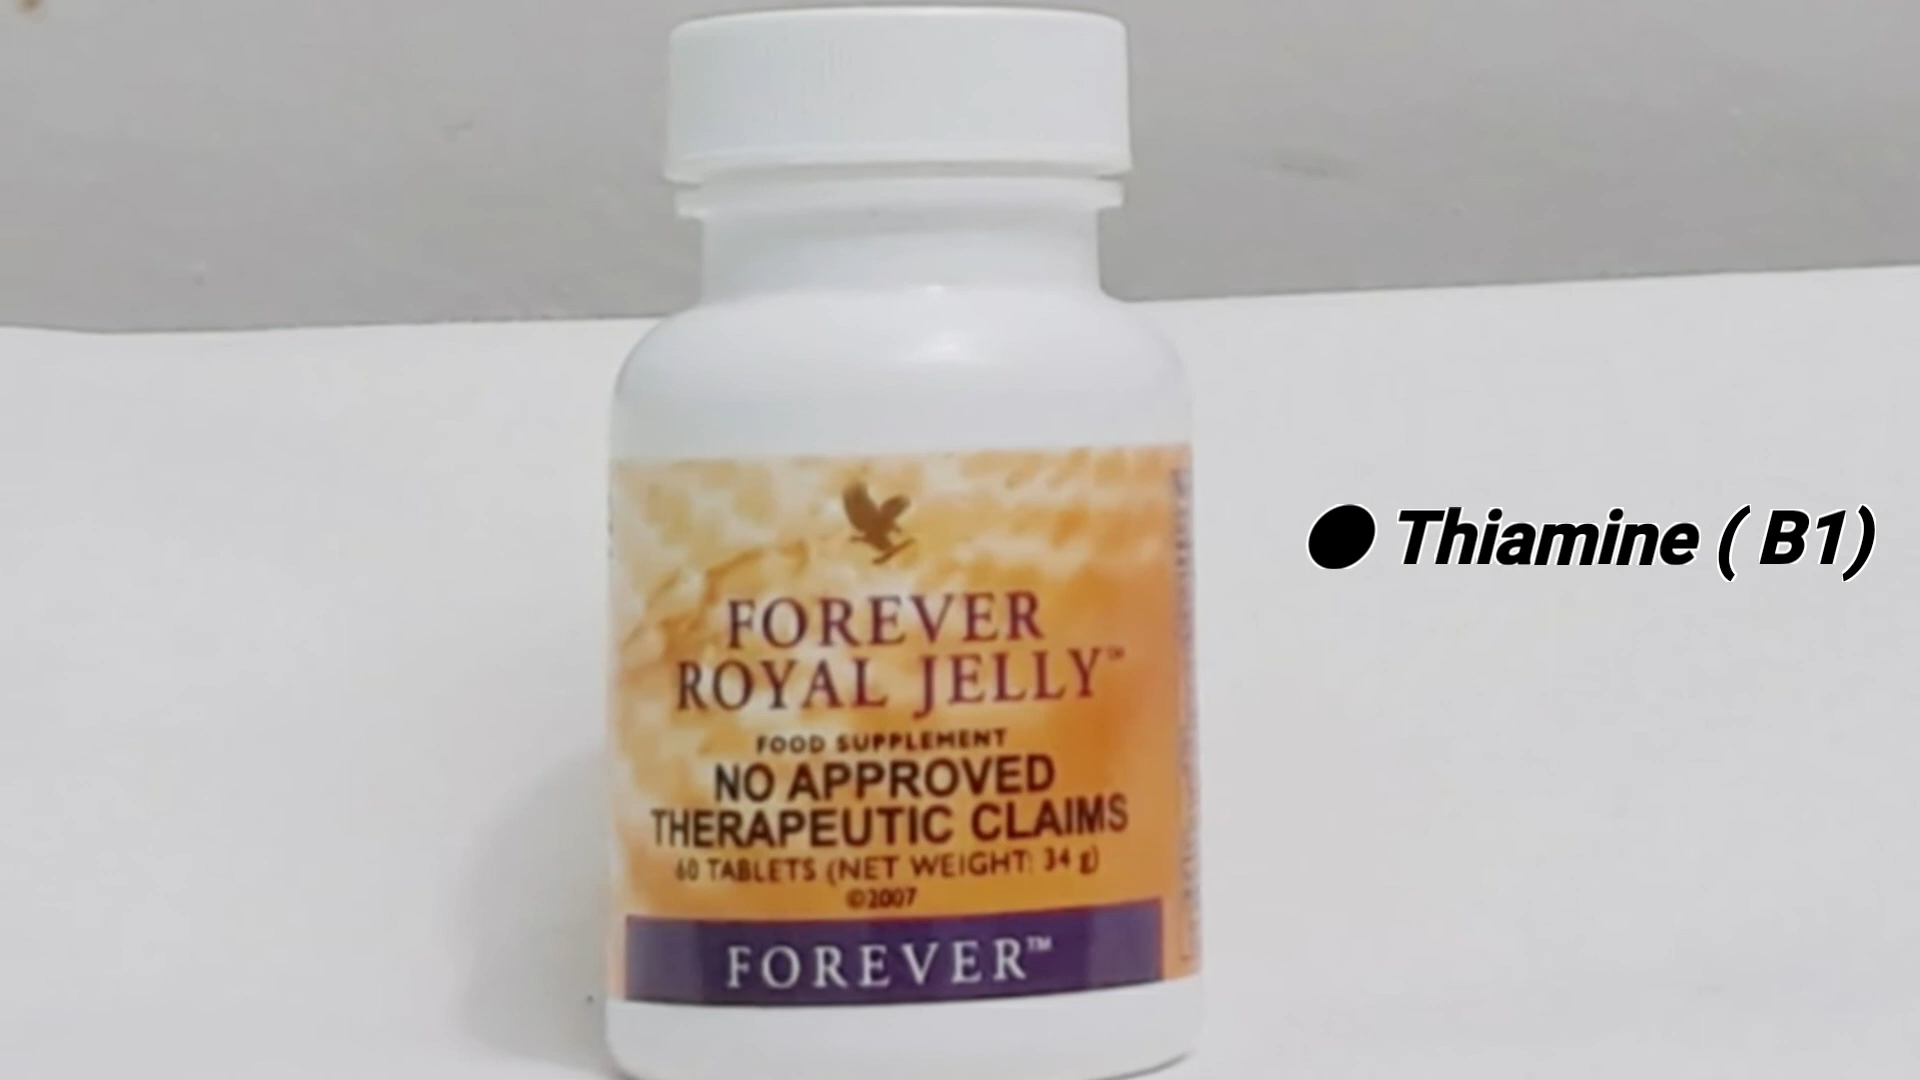 FOREVER
ROYAL JELLY™
FOOD SUPPLEMENT
NO APPROVED
THERAPEUTIC CLAIMS
60 TABLETS (NET WEIGHT: 34 g)
©2007
FOREVER™
● Thiamine ( B1)